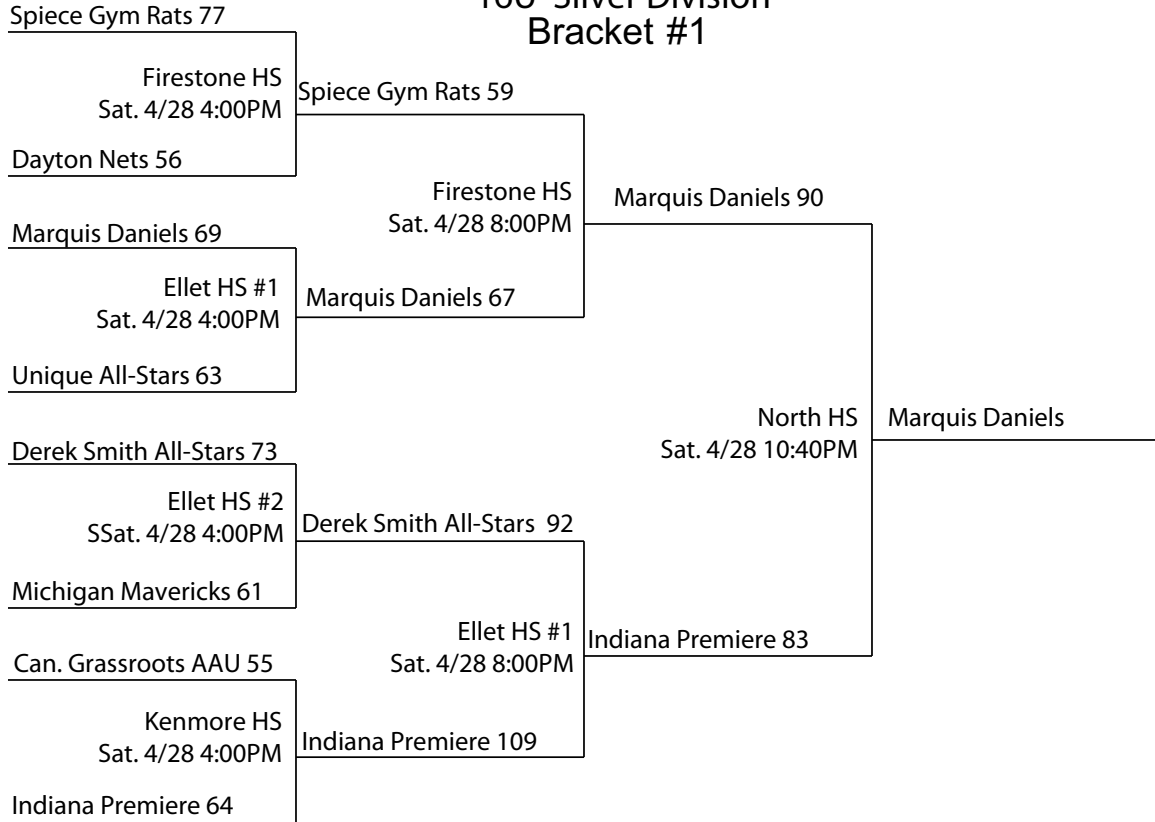 16U Silver Division
Bracket #1
Spiece Gym Rats 77
Firestone HS
Sat. 4/28 4:00PM
Dayton Nets 56
Spiece Gym Rats 59
Firestone HS
Sat. 4/28 8:00PM
Marquis Daniels 69
Ellet HS #1
Sat. 4/28 4:00PM
Unique All-Stars 63
Marquis Daniels 67
Marquis Daniels 90
North HS
Sat. 4/28 10:40PM
Marquis Daniels
Derek Smith All-Stars 73
Ellet HS #2
SSat. 4/28 4:00PM
Michigan Mavericks 61
Derek Smith All-Stars 92
Ellet HS #1
Sat. 4/28 8:00PM
Indiana Premiere 83
Can. Grassroots AAU 55
Kenmore HS
Sat. 4/28 4:00PM
Indiana Premiere 64
Indiana Premiere 109